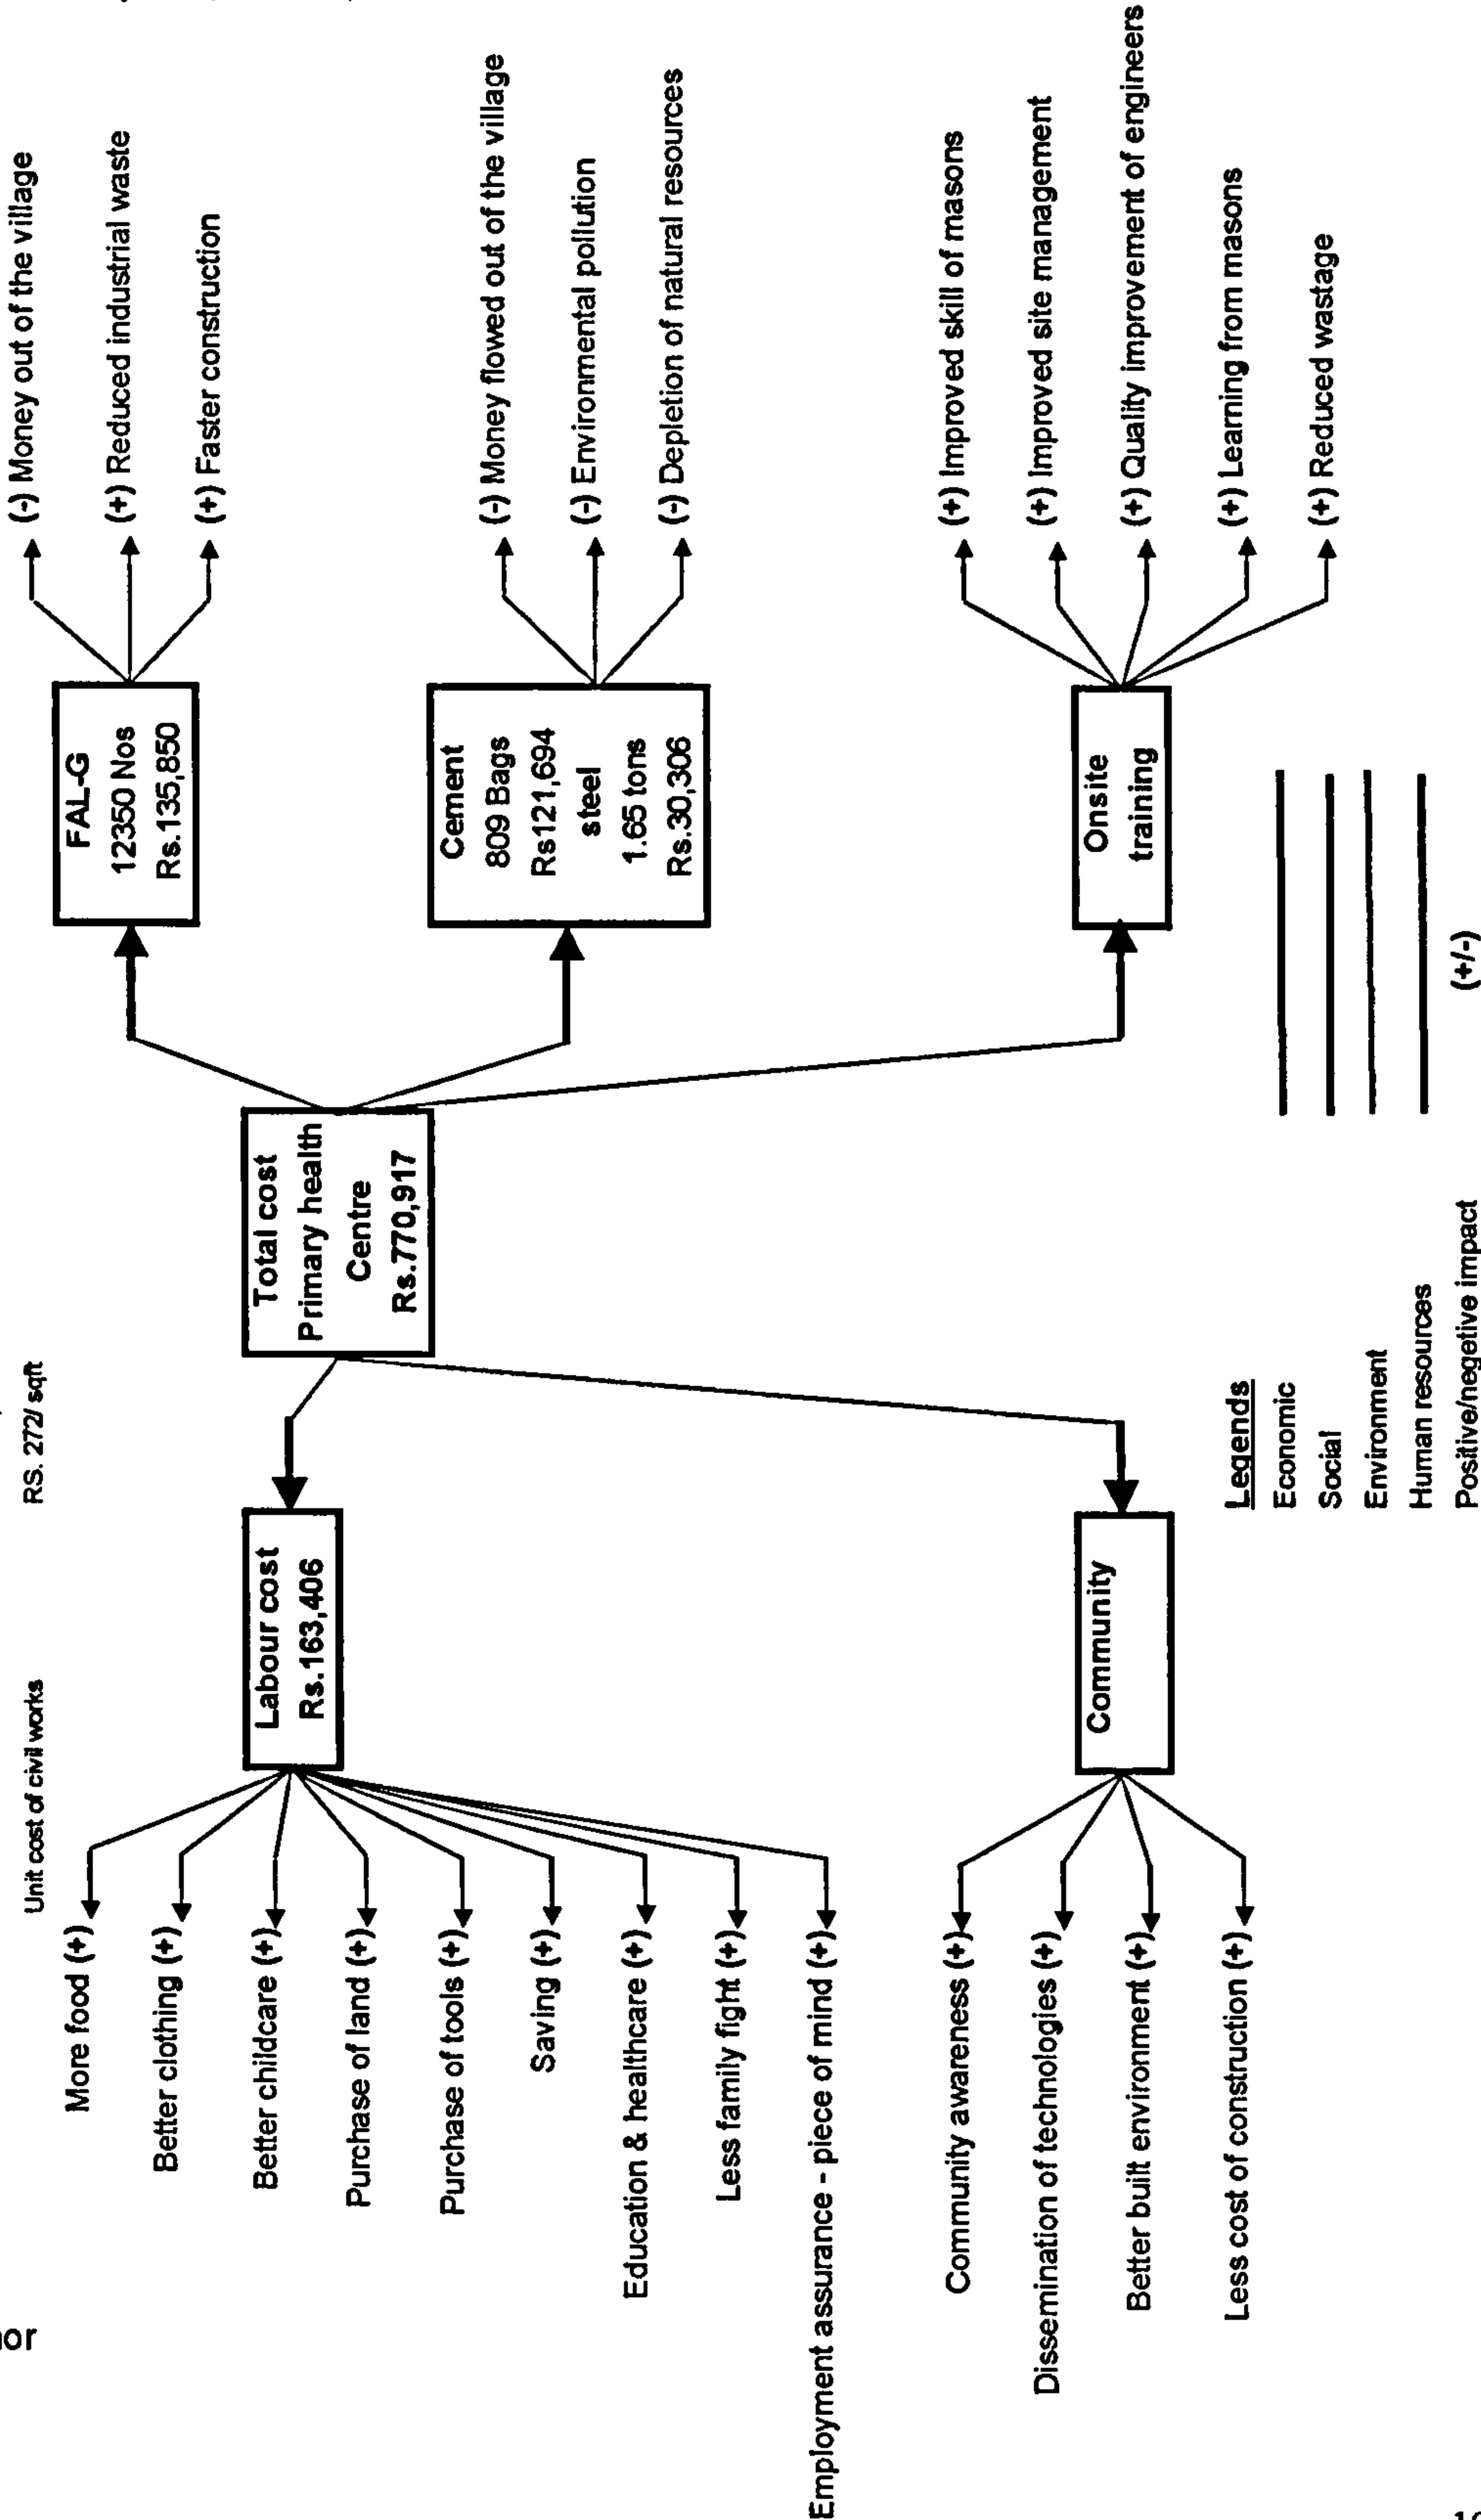 Unit cost of civil works
RS. 272/ sqft
More food (+)
Better clothing (+)
Better childcare (+)
Purchase of land (+)
Purchase of tools (+)
Saving (+)
Education & healthcare (+)
Less family fight (+)
Employment assurance - piece of mind (+)
Labour cost
Rs.163,406
Community awareness (+)
Dissemination of technologies (+)
Better built environment (+)
Less cost of construction (+)
Community
Total cost
Primary health
Centre
Rs.770,917
FAL-G
12350 Nos
Rs.135,850
(-) Money out of the village
(+) Reduced industrial waste
(+) Faster construction
Cement
809 Bags
Rs121,694
steel
1.65 tons
Rs.30,306
(-) Money flowed out of the village
(-) Environmental pollution
(-) Depletion of natural resources
Onsite
training
(+) Improved skill of masons
(+) Improved site management
(+) Quality improvement of engineers
(+) Learning from masons
(+) Reduced wastage
Legends
Economic
Social
Environment
Human resources
Positive/negetive impact (+/-)